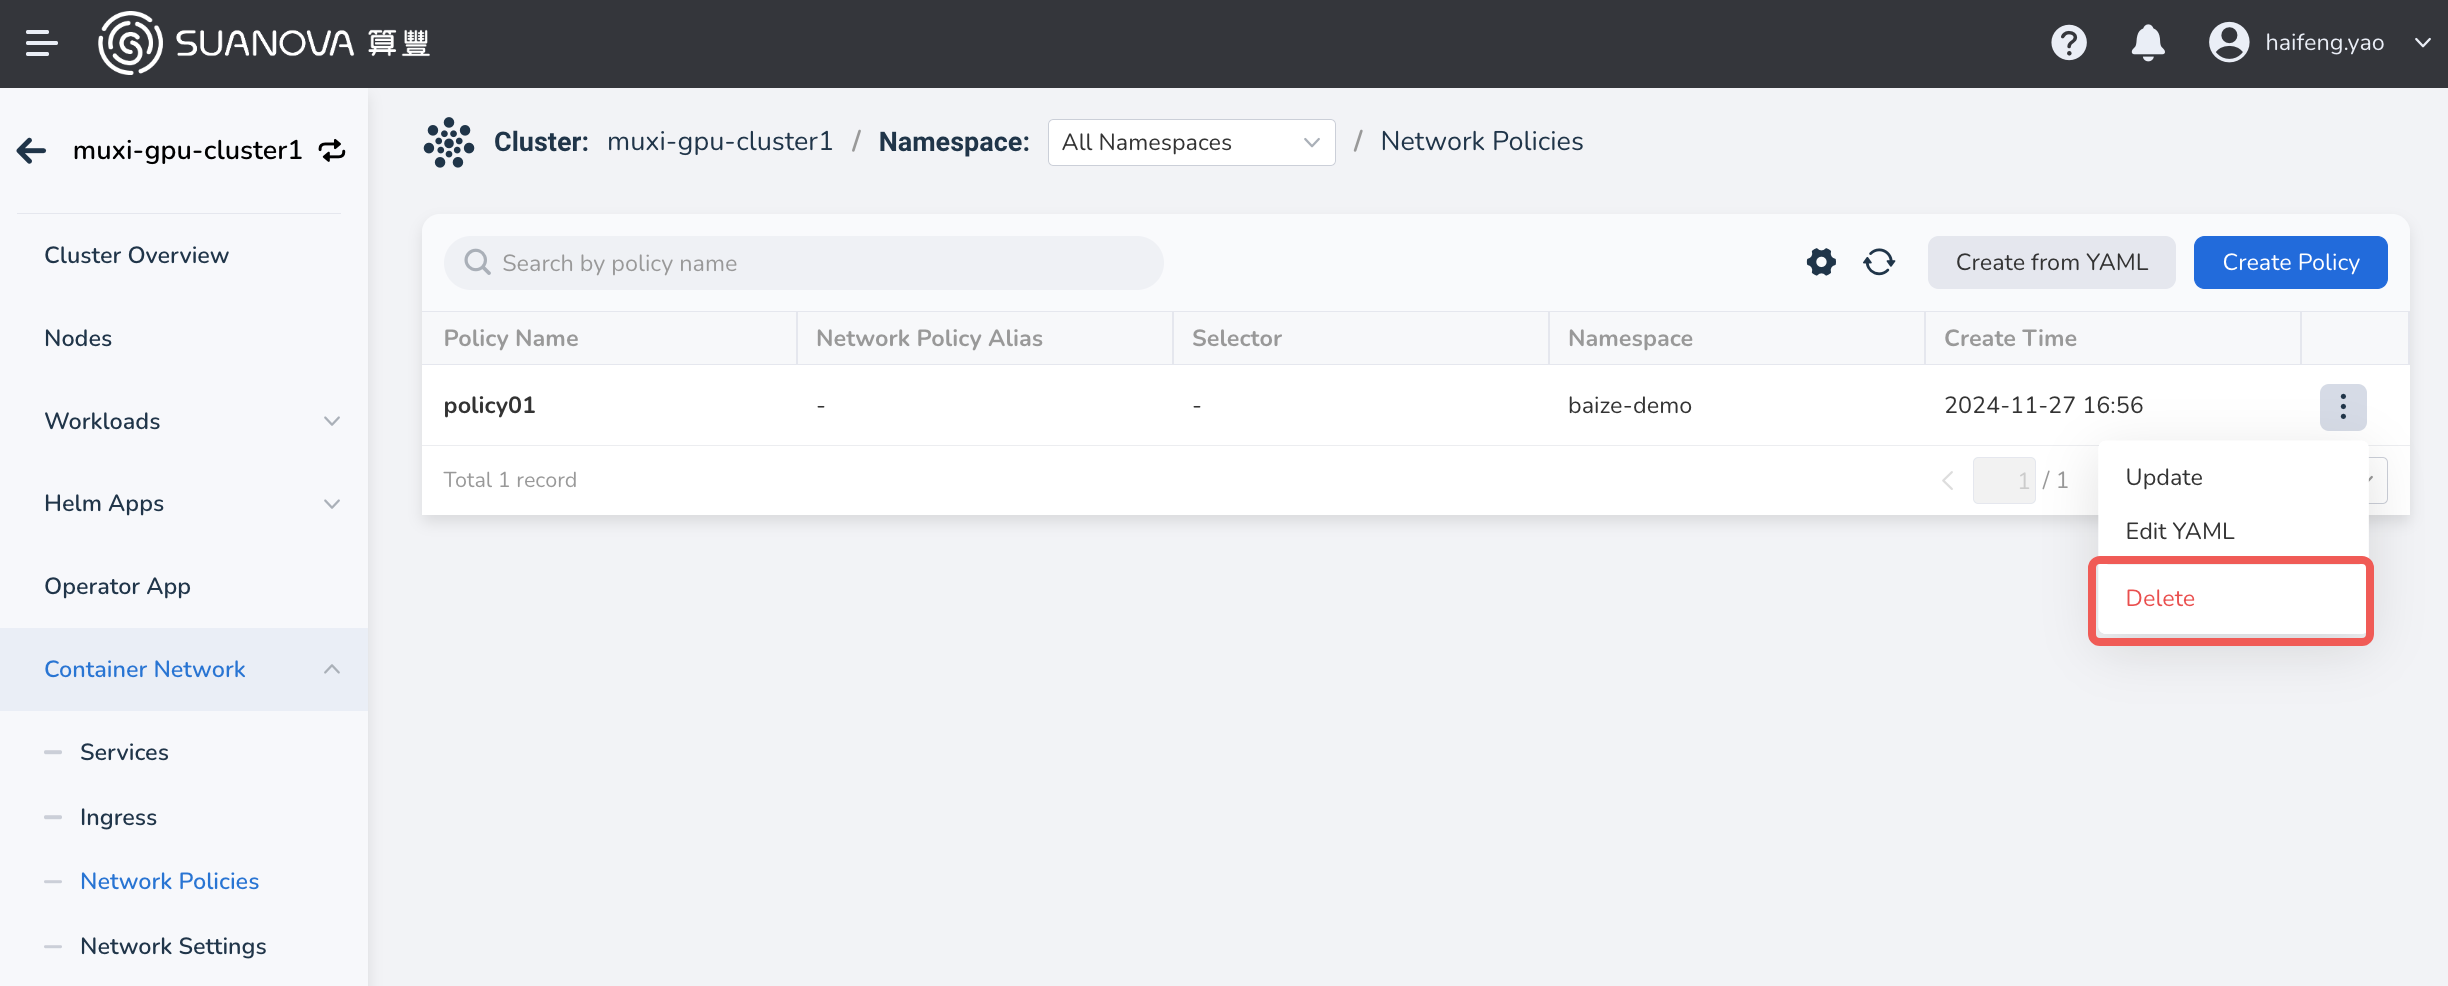 SUANOVA 算豐
haifeng.yao
muxi-gpu-cluster1
Cluster: muxi-gpu-cluster1 / Namespace: All Namespaces / Network Policies
Cluster Overview
Nodes
Workloads
Helm Apps
Operator App
Container Network
Services
Ingress
Network Policies
Network Settings
Search by policy name
Create from YAML
Create Policy
Policy Name Network Policy Alias Selector Namespace Create Time
policy01 - - baize-demo 2024-11-27 16:56
Total 1 record
1 / 1
Update
Edit YAML
Delete